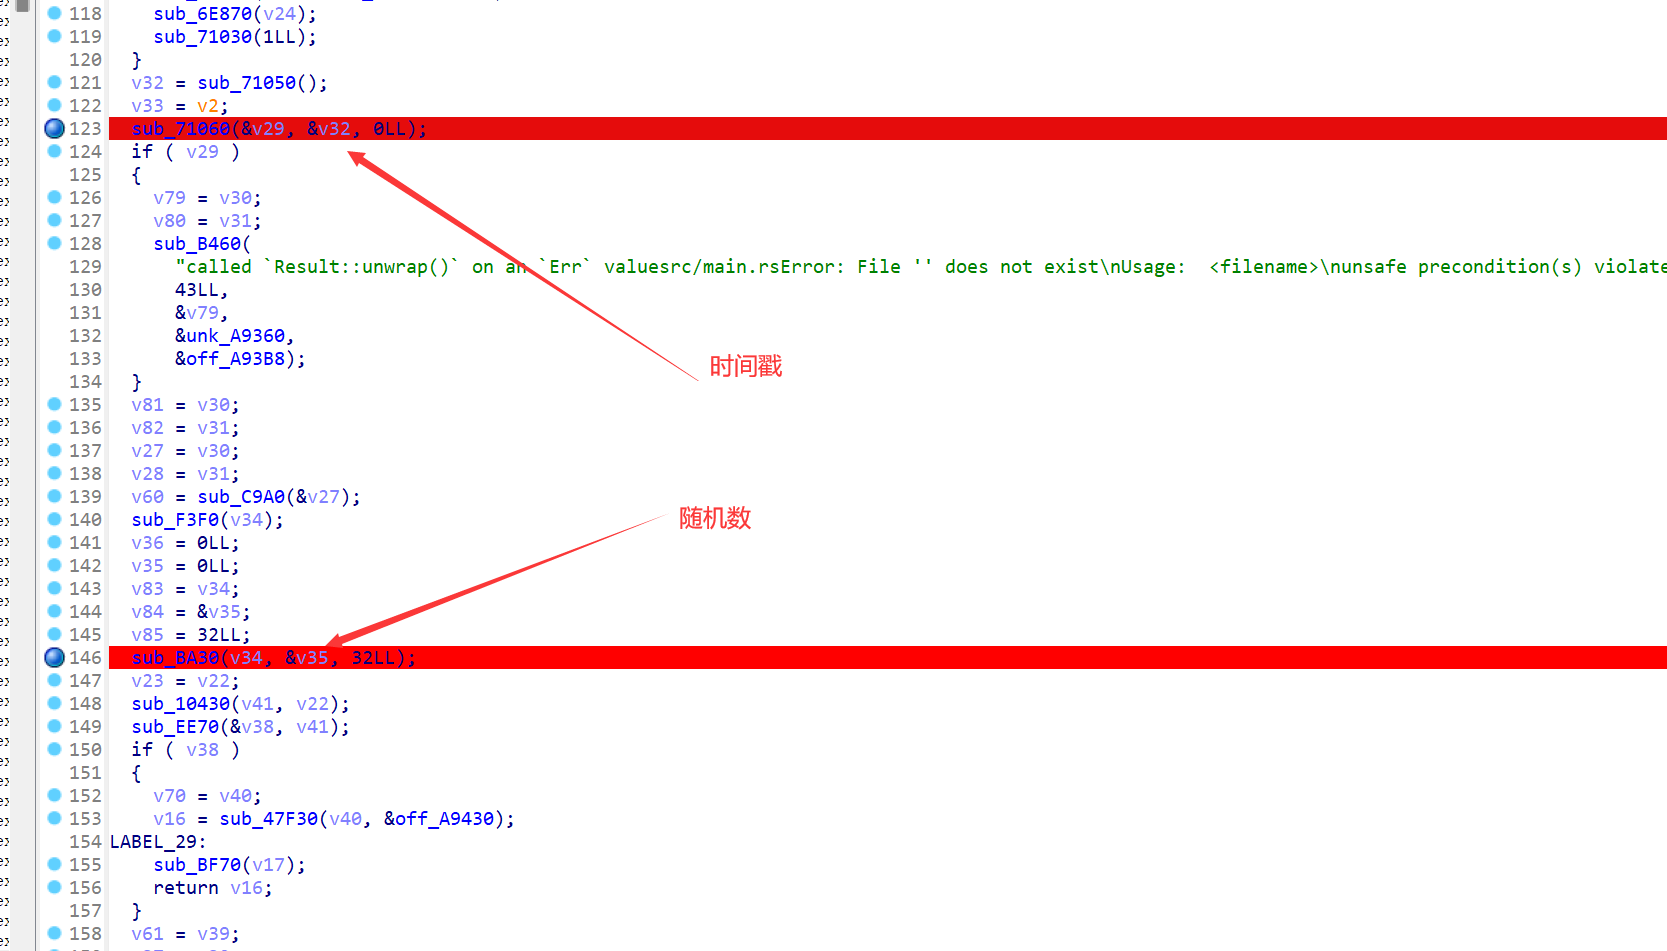 118 sub_6E870(v24);
119 sub_71030(1LL);
120 }
121 v32 = sub_71050();
122 v33 = v2;
123 sub_71060(&v29, &v32, 0LL);
124 if ( v29 )
125 {
126 v79 = v30;
127 v80 = v31;
128 sub_B460(
129 "called `Result::unwrap()` on an `Err` valuesrc/main.rsError: File '' does not exist\nUsage:  <filename>\nunsafe precondition(s) violate
130 43LL,
131 &v79,
132 &unk_A9360,
133 &off_A93B8);
时间戳
134 }
135 v81 = v30;
136 v82 = v31;
137 v27 = v30;
138 v28 = v31;
139 v60 = sub_C9A0(&v27);
140 sub_F3F0(v34);
随机数
141 v36 = 0LL;
142 v35 = 0LL;
143 v83 = v34;
144 v84 = &v35;
145 v85 = 32LL;
146 sub_BA30(v34, &v35, 32LL);
147 v23 = v22;
148 sub_10430(v41, v22);
149 sub_EE70(&v38, v41);
150 if ( v38 )
151 {
152 v70 = v40;
153 v16 = sub_47F30(v40, &off_A9430);
154 LABEL_29:
155 sub_BF70(v17);
156 return v16;
157 }
158 v61 = v39;